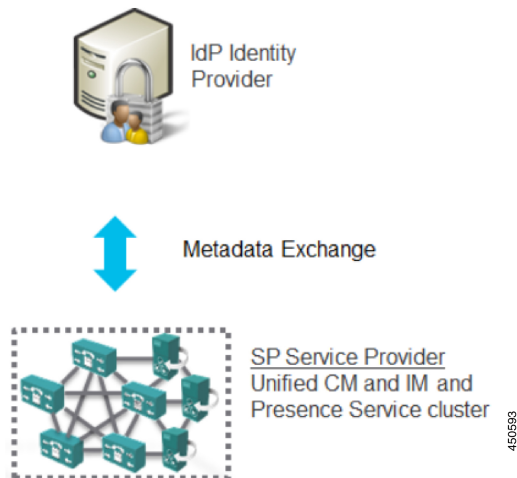 IdP Identity
Provider
Metadata Exchange
SP Service Provider
Unified CM and IM and
Presence Service cluster
450593